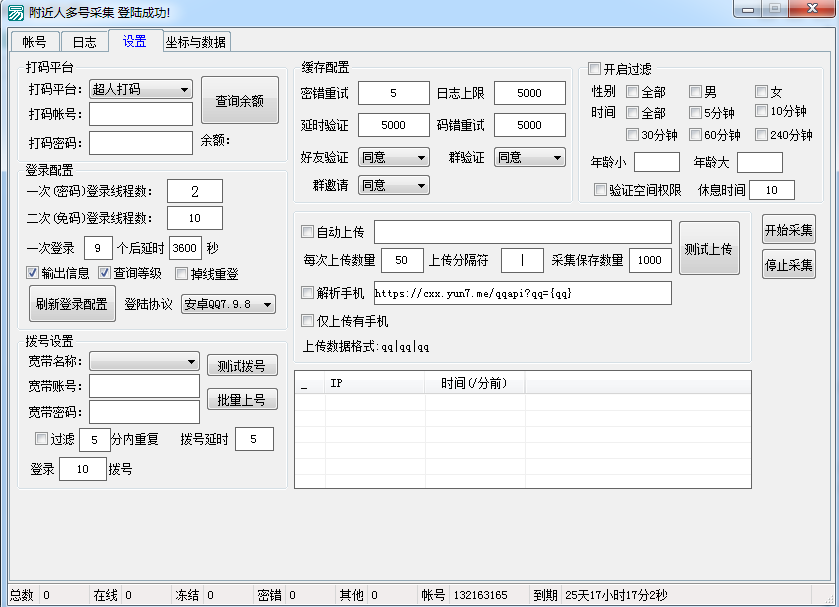 附近人多号采集 登陆成功!
帐号 日志 设置 坐标与数据
打码平台
打码平台: 超人打码
打码帐号:
打码密码:
查询余额
余额:
登录配置
一次(密码)登录线程数: 2
二次(免码)登录线程数: 10
一次登录 9 个后延时 3600 秒
输出信息 查询等级 掉线重登
刷新登录配置 登陆协议 安卓QQ7.9.8
拨号设置
宽带名称:
宽带账号:
宽带密码:
测试拨号
批量上号
过滤 5 分内重复 拨号延时 5
登录 10 拨号
缓存配置
密错重试 5 日志上限 5000
延时验证 5000 码错重试 5000
好友验证 同意 群验证 同意
群邀请 同意
开启过滤
性别 全部 男 女
时间 全部 5分钟 10分钟
30分钟 60分钟 240分钟
年龄小 年龄大
验证空间权限 休息时间 10
自动上传
每次上传数量 50 上传分隔符 | 采集保存数量 1000
测试上传
解析手机 https://cxx.yun7.me/qqapi?qq={qq}
仅上传有手机
上传数据格式:qq|qq|qq
开始采集
停止采集
_ IP 时间(/分前)
总数 0 在线 0 冻结 0 密错 0 其他 0 帐号 132163165 到期 25天17小时17分2秒